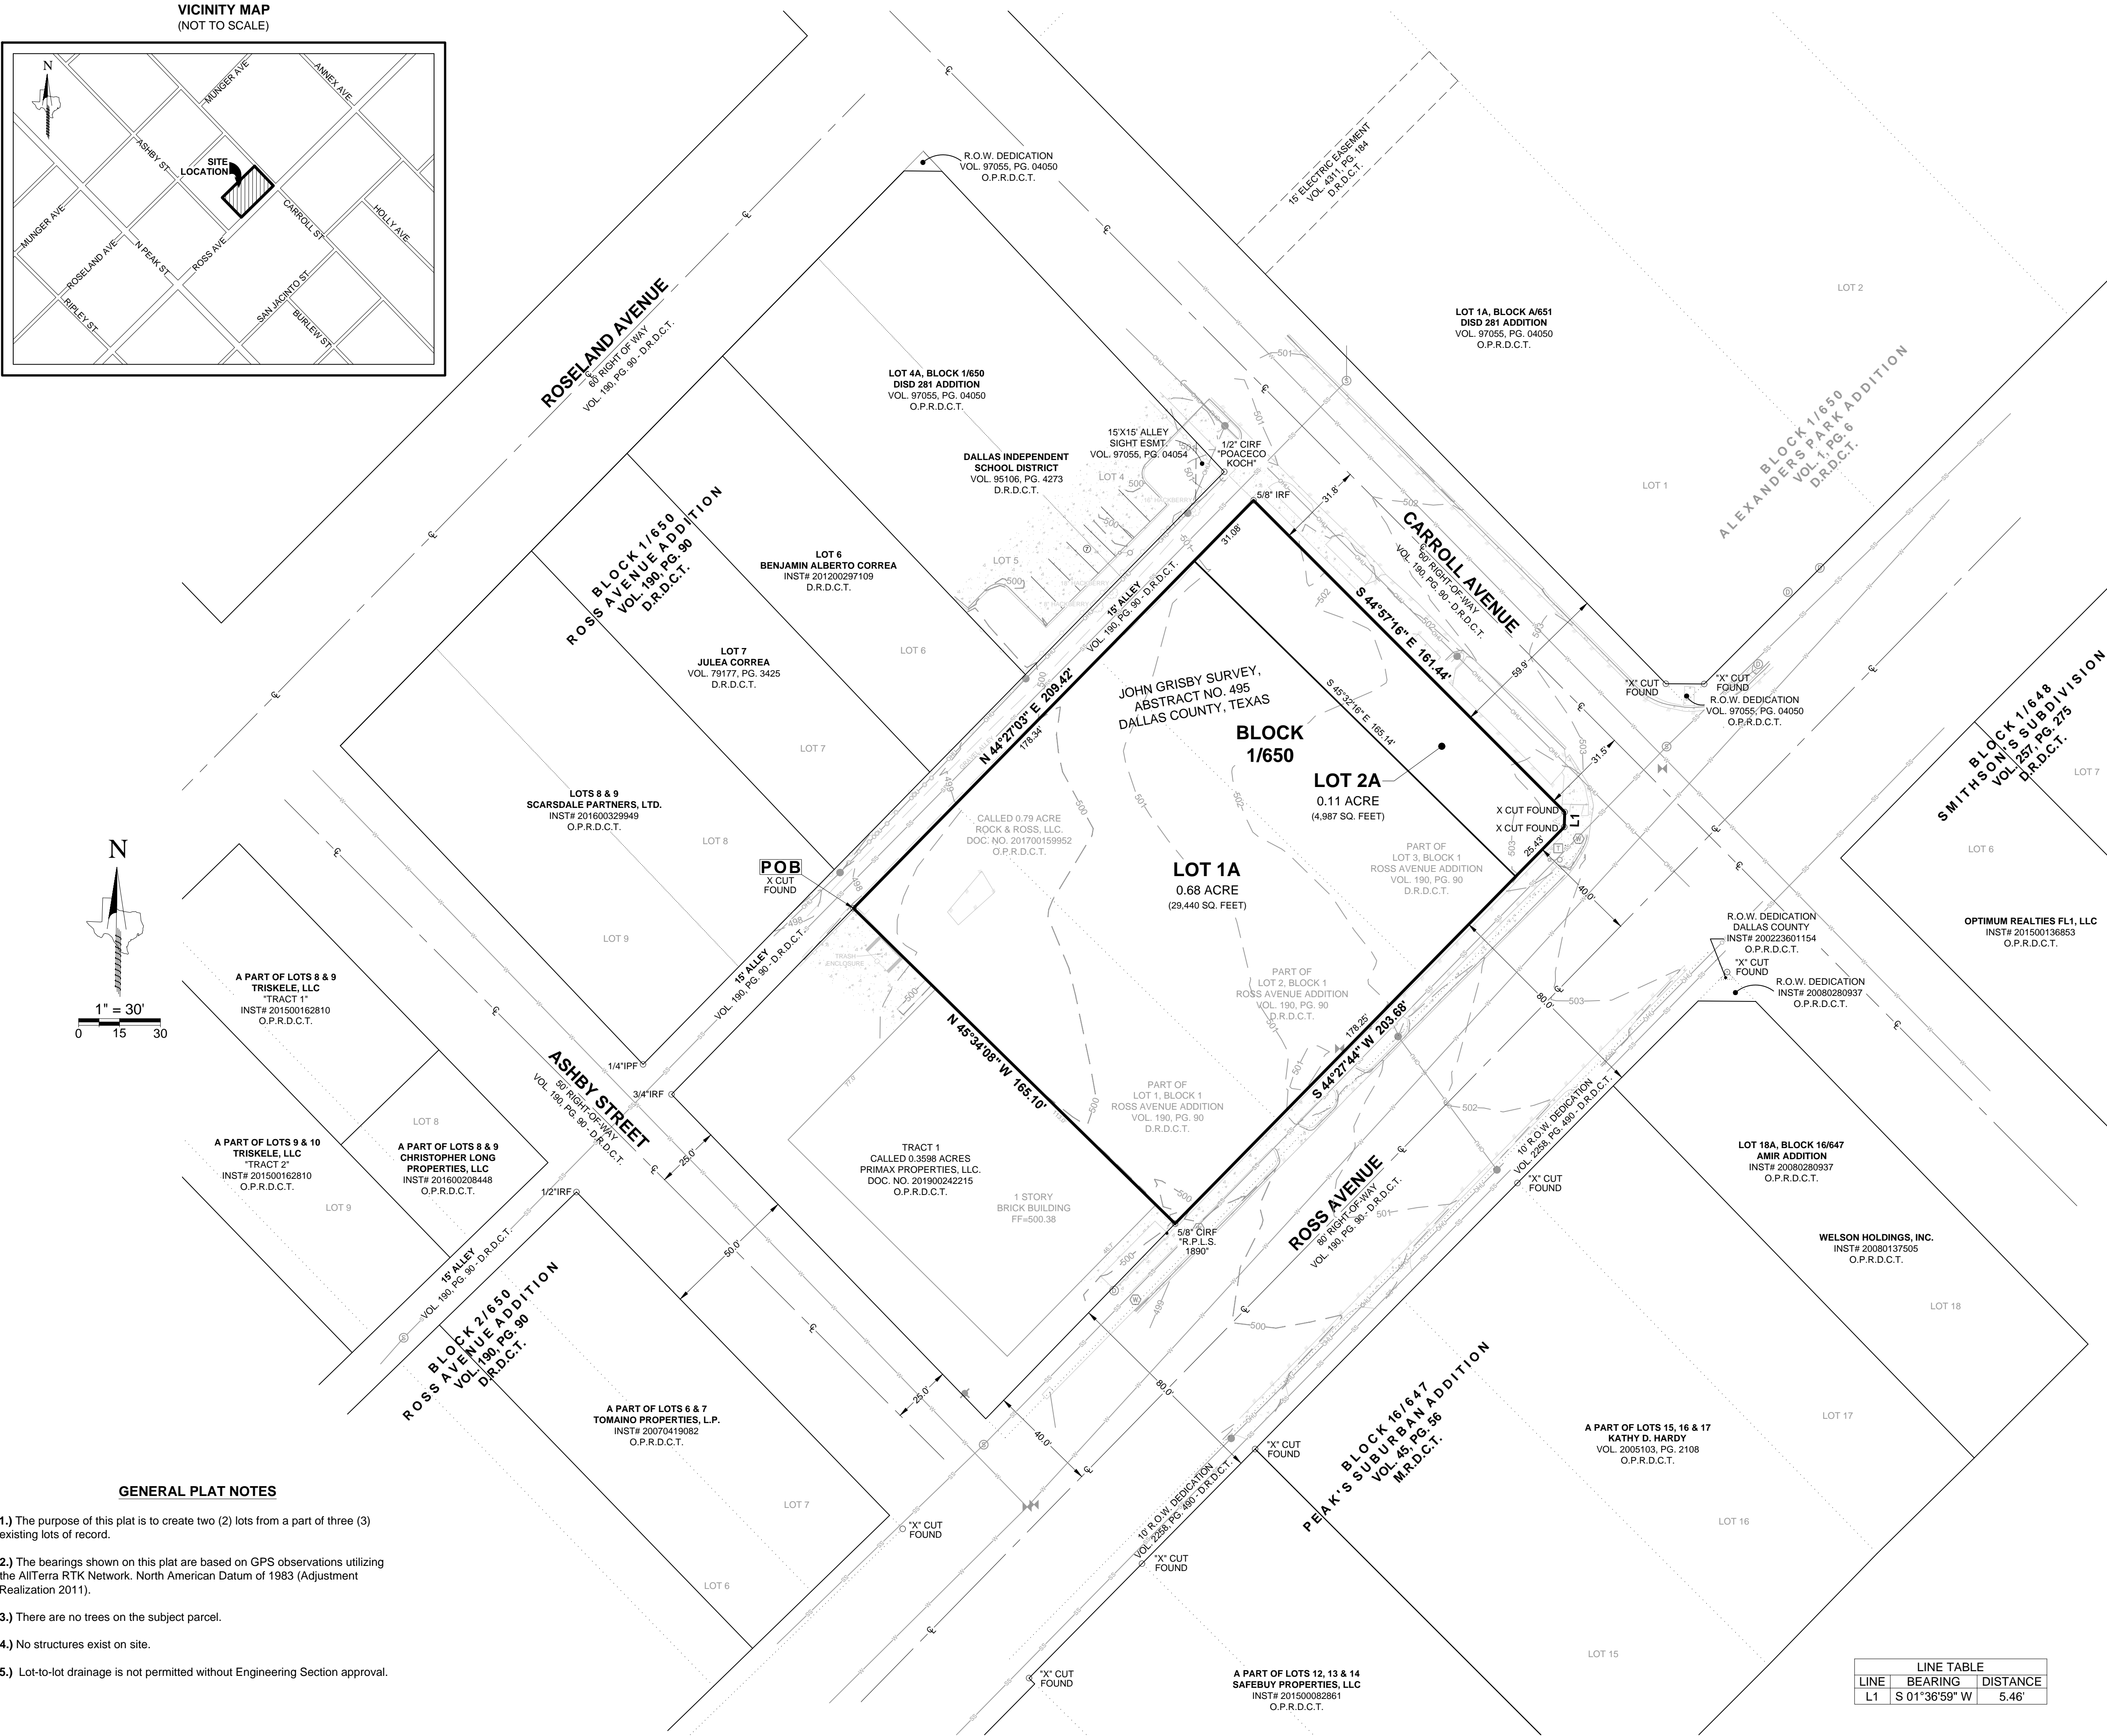 VICINITY MAP
(NOT TO SCALE)
N
MUNGER AVE
ANNEX AVE
ASHBY ST
SITE
LOCATION
CARROLL ST
HOLLY AVE
MUNGER AVE
ROSELAND AVE
N PEAK ST
ROSS AVE
RIPLEY ST
SAN JACINTO ST
BURLEW ST
R.O.W. DEDICATION
VOL. 97055, PG. 04050
O.P.R.D.C.T.
15' ELECTRIC EASEMENT
VOL. 4311, PG. 184
D.R.D.C.T.
ROSELAND AVENUE
60' RIGHT OF WAY
VOL. 190, PG. 90 - D.R.D.C.T.
LOT 1A, BLOCK A/651
DISD 281 ADDITION
VOL. 97055, PG. 04050
O.P.R.D.C.T.
LOT 2
LOT 1
BLOCK 1/650
ALEXANDERS PARK ADDITION
VOL. 1, PG. 6
D.R.D.C.T.
LOT 4A, BLOCK 1/650
DISD 281 ADDITION
VOL. 97055, PG. 04050
O.P.R.D.C.T.
15'X15' ALLEY
SIGHT ESMT.
VOL. 97055, PG. 04054
1/2" CIRF
"POACECO
KOCH"
DALLAS INDEPENDENT
SCHOOL DISTRICT
VOL. 95106, PG. 4273
D.R.D.C.T.
LOT 4
LOT 5
5/8" IRF
31.8'
31.08'
CARROLL AVENUE
60' RIGHT-OF-WAY
VOL. 190, PG. 90 - D.R.D.C.T.
S 44°57'16" E 161.44'
59.9'
31.5'
BLOCK 1/650
ROSS AVENUE ADDITION
VOL. 190, PG. 90
D.R.D.C.T.
LOT 6
BENJAMIN ALBERTO CORREA
INST# 201200297109
D.R.D.C.T.
LOT 6
LOT 7
JULEA CORREA
VOL. 79177, PG. 3425
D.R.D.C.T.
LOT 7
15' ALLEY
VOL. 190, PG. 90 - D.R.D.C.T.
N 44°27'03" E 209.42'
178.34'
JOHN GRISBY SURVEY,
ABSTRACT NO. 495
DALLAS COUNTY, TEXAS
BLOCK
1/650
S 45°32'16" E 165.14'
LOT 2A
0.11 ACRE
(4,987 SQ. FEET)
"X" CUT
FOUND
"X" CUT
FOUND
R.O.W. DEDICATION
VOL. 97055, PG. 04050
O.P.R.D.C.T.
BLOCK 1/648
SMITHSON'S SUBDIVISION
VOL. 257, PG. 275
D.R.D.C.T.
LOT 7
LOT 6
X CUT FOUND
X CUT FOUND
L1
25.43'
40.0'
LOTS 8 & 9
SCARSDALE PARTNERS, LTD.
INST# 201600329949
O.P.R.D.C.T.
LOT 8
LOT 9
CALLED 0.79 ACRE
ROCK & ROSS, LLC.
DOC. NO. 201700159952
O.P.R.D.C.T.
POB
X CUT
FOUND
LOT 1A
0.68 ACRE
(29,440 SQ. FEET)
PART OF
LOT 3, BLOCK 1
ROSS AVENUE ADDITION
VOL. 190, PG. 90
D.R.D.C.T.
PART OF
LOT 2, BLOCK 1
ROSS AVENUE ADDITION
VOL. 190, PG. 90
D.R.D.C.T.
PART OF
LOT 1, BLOCK 1
ROSS AVENUE ADDITION
VOL. 190, PG. 90
D.R.D.C.T.
TRASH
ENCLOSURE
N
1" = 30'
0 15 30
OPTIMUM REALTIES FL1, LLC
INST# 201500136853
O.P.R.D.C.T.
R.O.W. DEDICATION
DALLAS COUNTY
INST# 200223601154
O.P.R.D.C.T.
"X" CUT
FOUND
R.O.W. DEDICATION
INST# 20080280937
O.P.R.D.C.T.
80.0'
178.25'
S 44°27'44" W 203.68'
N 45°34'08" W 165.10'
15' ALLEY
VOL. 190, PG. 90 - D.R.D.C.T.
A PART OF LOTS 8 & 9
TRISKELE, LLC
"TRACT 1"
INST# 201500162810
O.P.R.D.C.T.
1/4"IPF
3/4"IRF
ASHBY STREET
50' RIGHT-OF-WAY
VOL. 190, PG. 90 - D.R.D.C.T.
25.0'
LOT 8
A PART OF LOTS 9 & 10
TRISKELE, LLC
"TRACT 2"
INST# 201500162810
O.P.R.D.C.T.
A PART OF LOTS 8 & 9
CHRISTOPHER LONG
PROPERTIES, LLC
INST# 201600208448
O.P.R.D.C.T.
LOT 9
1/2"IRF
TRACT 1
CALLED 0.3598 ACRES
PRIMAX PROPERTIES, LLC.
DOC. NO. 201900242215
O.P.R.D.C.T.
1 STORY
BRICK BUILDING
FF=500.38
5/8" CIRF
"R.P.L.S.
1890"
ROSS AVENUE
80' RIGHT-OF-WAY
VOL. 190, PG. 90 - D.R.D.C.T.
10' R.O.W. DEDICATION
VOL. 2258, PG. 490 - D.R.D.C.T.
"X" CUT
FOUND
LOT 18A, BLOCK 16/647
AMIR ADDITION
INST# 20080280937
O.P.R.D.C.T.
WELSON HOLDINGS, INC.
INST# 20080137505
O.P.R.D.C.T.
LOT 18
50.0'
15' ALLEY
VOL. 190, PG. 90 - D.R.D.C.T.
BLOCK 2/650
ROSS AVENUE ADDITION
VOL. 190, PG. 90
D.R.D.C.T.
A PART OF LOTS 6 & 7
TOMAINO PROPERTIES, L.P.
INST# 20070419082
O.P.R.D.C.T.
25.0'
40.0'
80.0'
LOT 7
LOT 6
"X" CUT
FOUND
"X" CUT
FOUND
10' R.O.W. DEDICATION
VOL. 2258, PG. 490 - D.R.D.C.T.
"X" CUT
FOUND
"X" CUT
FOUND
BLOCK 16/647
PEAK'S SUBURBAN ADDITION
VOL. 45, PG. 56
M.R.D.C.T.
A PART OF LOTS 15, 16 & 17
KATHY D. HARDY
VOL. 2005103, PG. 2108
O.P.R.D.C.T.
LOT 17
LOT 16
LOT 15
A PART OF LOTS 12, 13 & 14
SAFEBUY PROPERTIES, LLC
INST# 201500082861
O.P.R.D.C.T.
GENERAL PLAT NOTES
1.) The purpose of this plat is to create two (2) lots from a part of three (3)
existing lots of record.
2.) The bearings shown on this plat are based on GPS observations utilizing
the AllTerra RTK Network. North American Datum of 1983 (Adjustment
Realization 2011).
3.) There are no trees on the subject parcel.
4.) No structures exist on site.
5.) Lot-to-lot drainage is not permitted without Engineering Section approval.
LINE TABLE
LINE BEARING DISTANCE
L1 S 01°36'59" W 5.46'